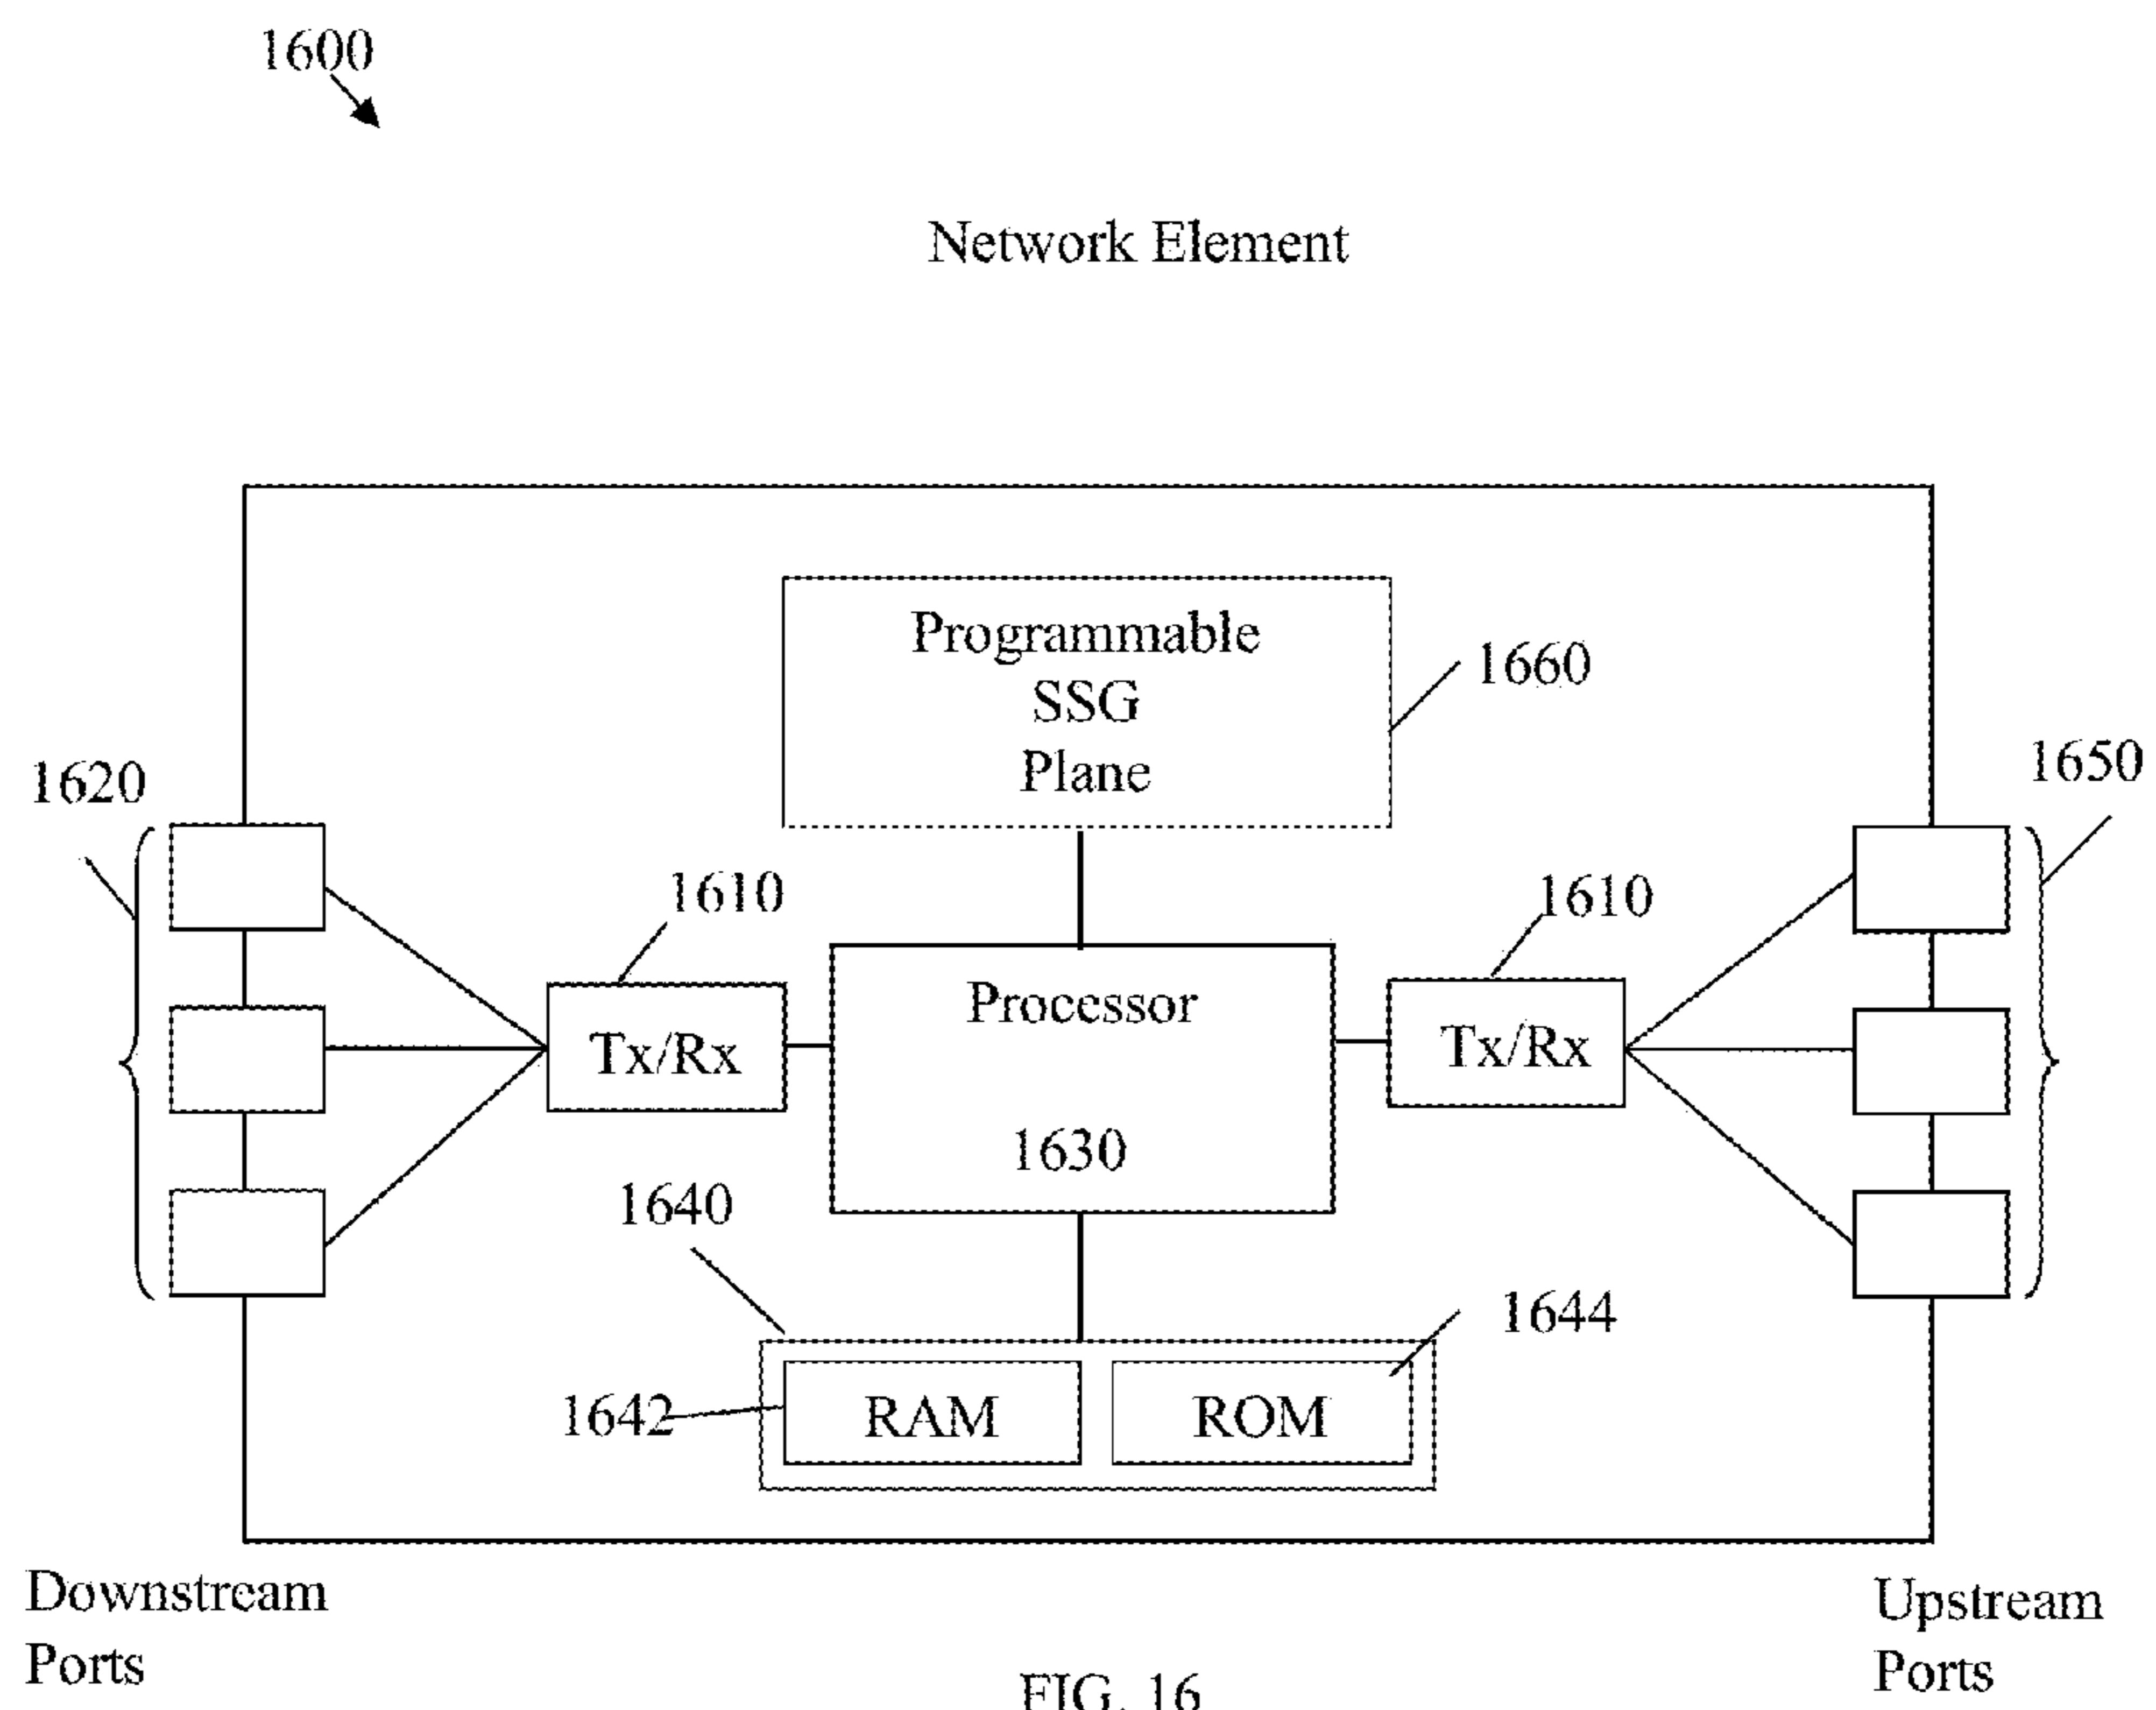 1600
Network Element
Programmable
SSG
Plane
1660
1620
1650
1610
1610
Processor
Tx/Rx
Tx/Rx
1630
1640
1644
1642
RAM
ROM
Downstream
Ports
Upstream
Ports
FIG. 16